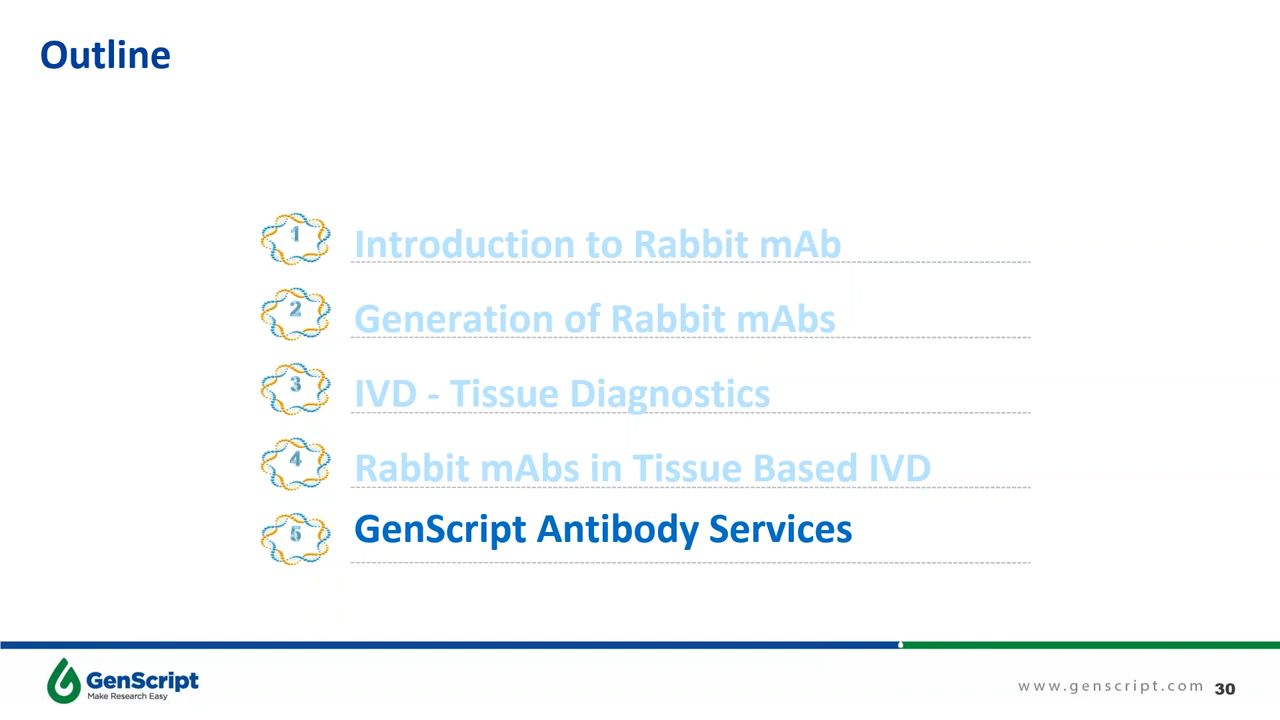 Outline
1 Introduction to Rabbit mAb
2 Generation of Rabbit mAbs
3 IVD - Tissue Diagnostics
4 Rabbit mAbs in Tissue Based IVD
5 GenScript Antibody Services
GenScript
Make Research Easy
www.genscript.com 30